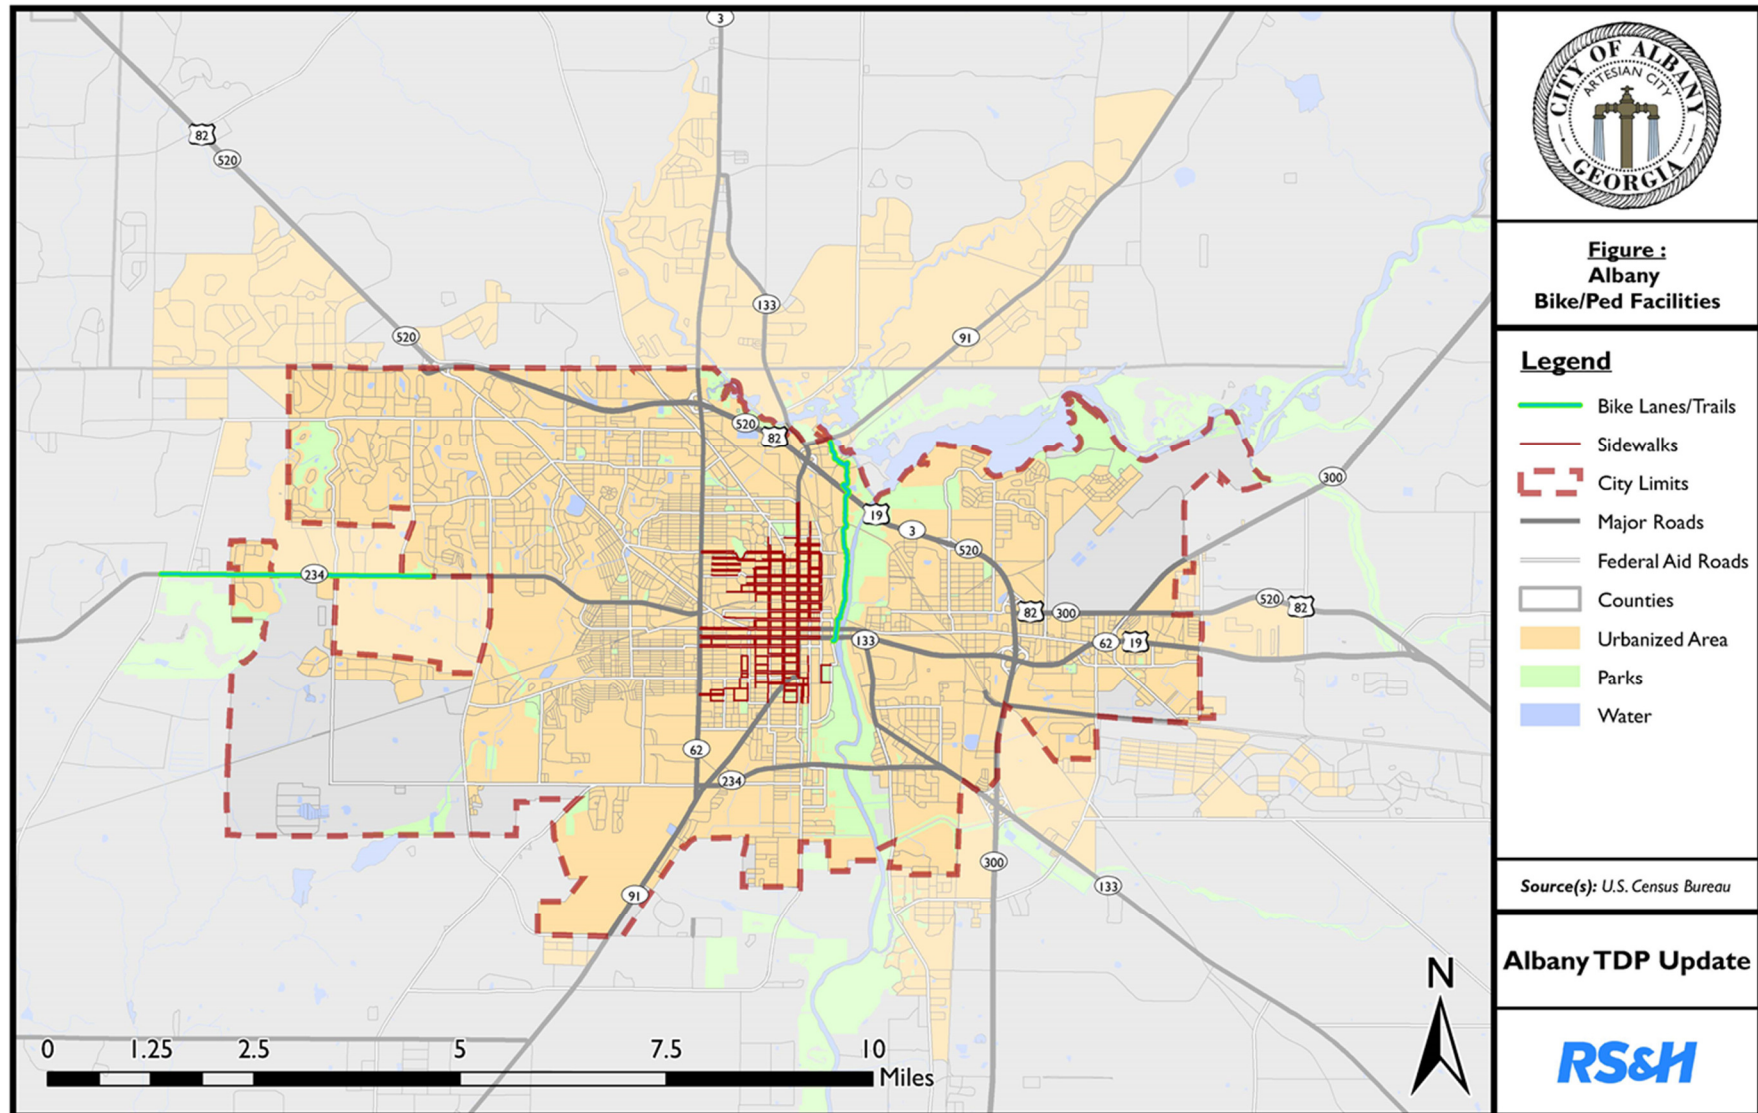 3
82
520
520
133
91
520
82
300
19
3
520
234
82
300
520
82
133
62
19
62
234
300
133
91
0 1.25 2.5 5 7.5 10
Miles
N
CITY OF ALBANY
ARTESIAN CITY
GEORGIA
Figure :
Albany
Bike/Ped Facilities
Legend
Bike Lanes/Trails
Sidewalks
City Limits
Major Roads
Federal Aid Roads
Counties
Urbanized Area
Parks
Water
Source(s): U.S. Census Bureau
Albany TDP Update
RS&H